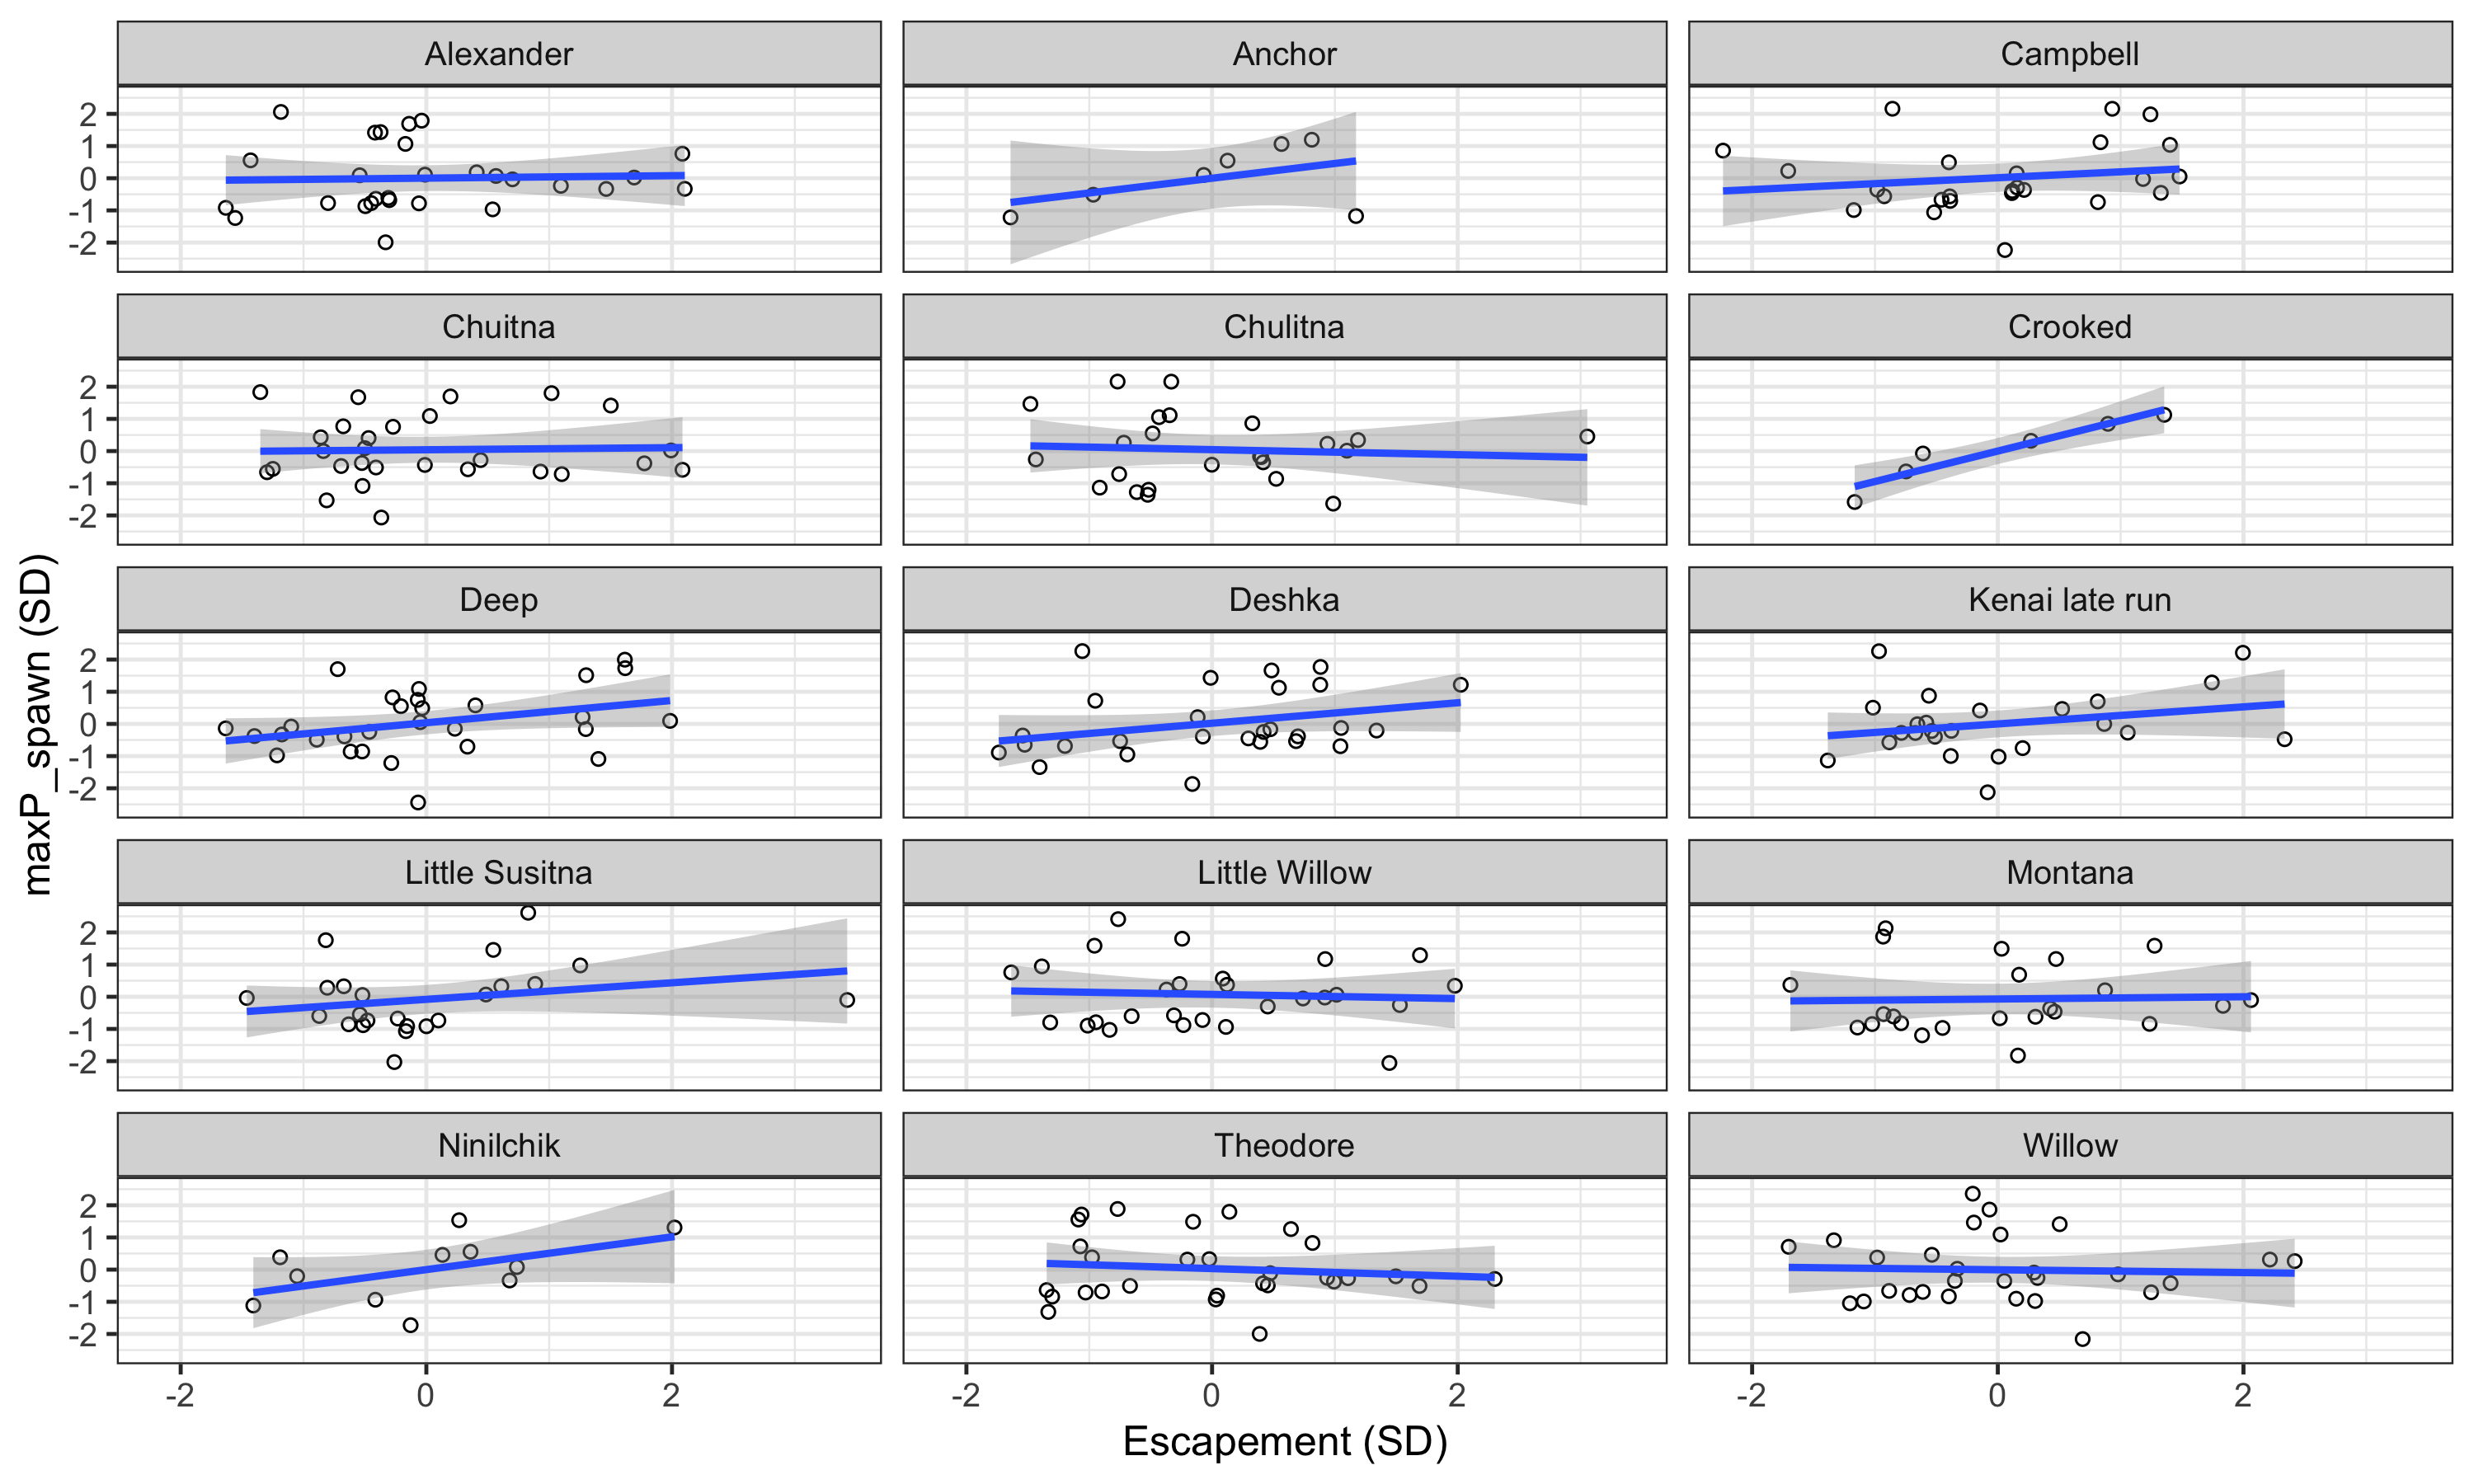 Alexander
Anchor
Campbell
2
1
0
-1
-2
Chuitna
Chulitna
Crooked
2
1
0
-1
-2
Deep
Deshka
Kenai late run
2
1
0
-1
-2
Little Susitna
Little Willow
Montana
2
1
0
-1
-2
Ninilchik
Theodore
Willow
2
1
0
-1
-2
-2 0 2
-2 0 2
-2 0 2
Escapement (SD)
maxP_spawn (SD)